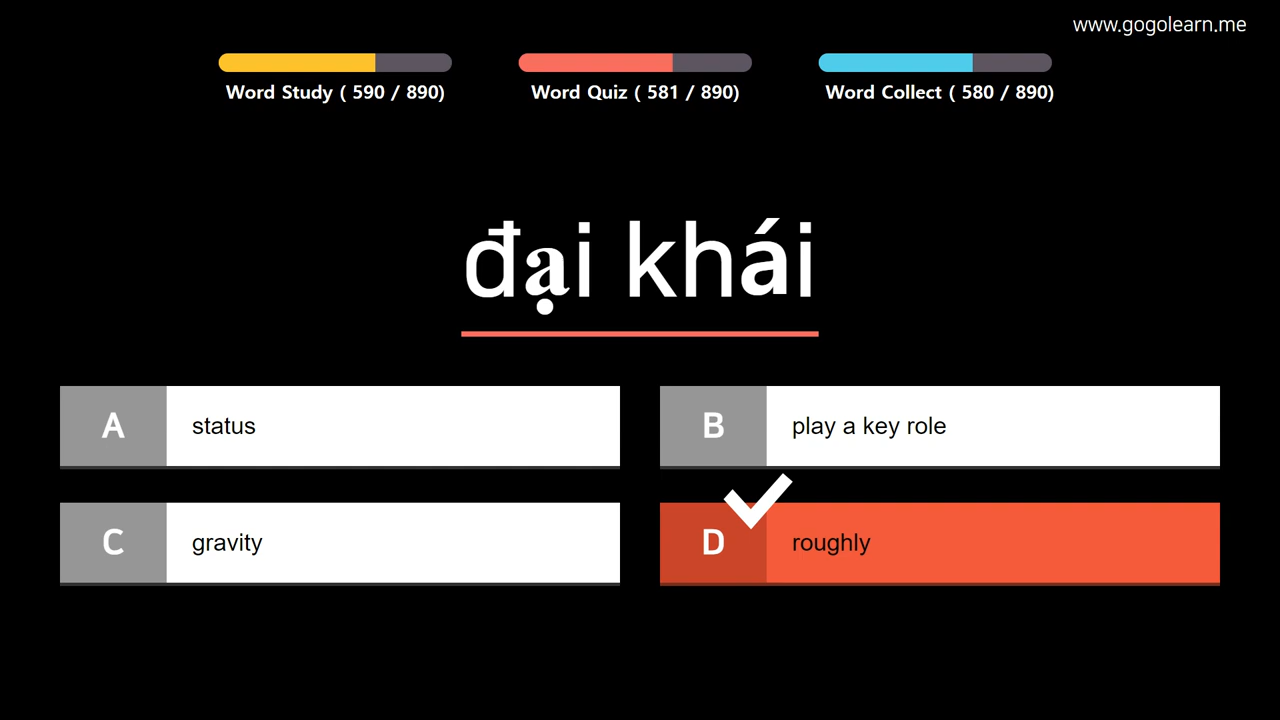 www.gogolearn.me
Word Study ( 590 / 890)
Word Quiz ( 581 / 890)
Word Collect ( 580 / 890)
đại khái
A status
B play a key role
C gravity
D roughly